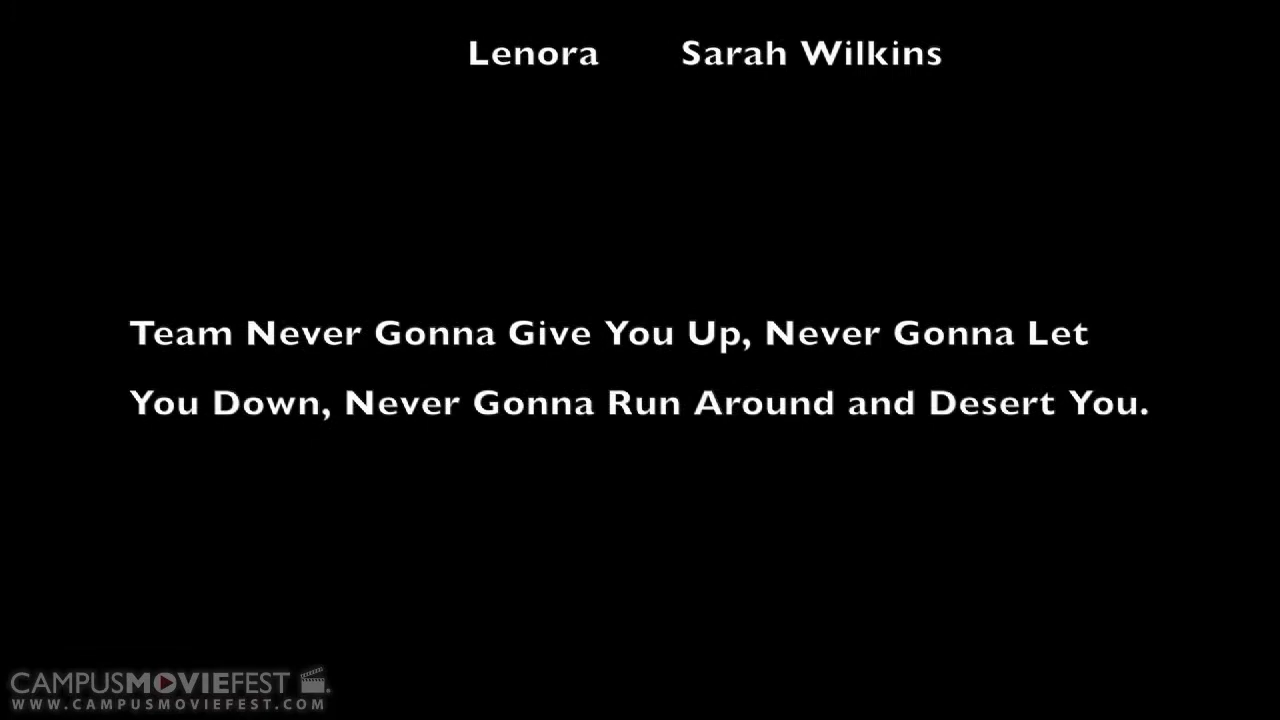 Lenora Sarah Wilkins
Team Never Gonna Give You Up, Never Gonna Let
You Down, Never Gonna Run Around and Desert You.
CAMPUSMOVIEFEST
WWW.CAMPUSMOVIEFEST.COM